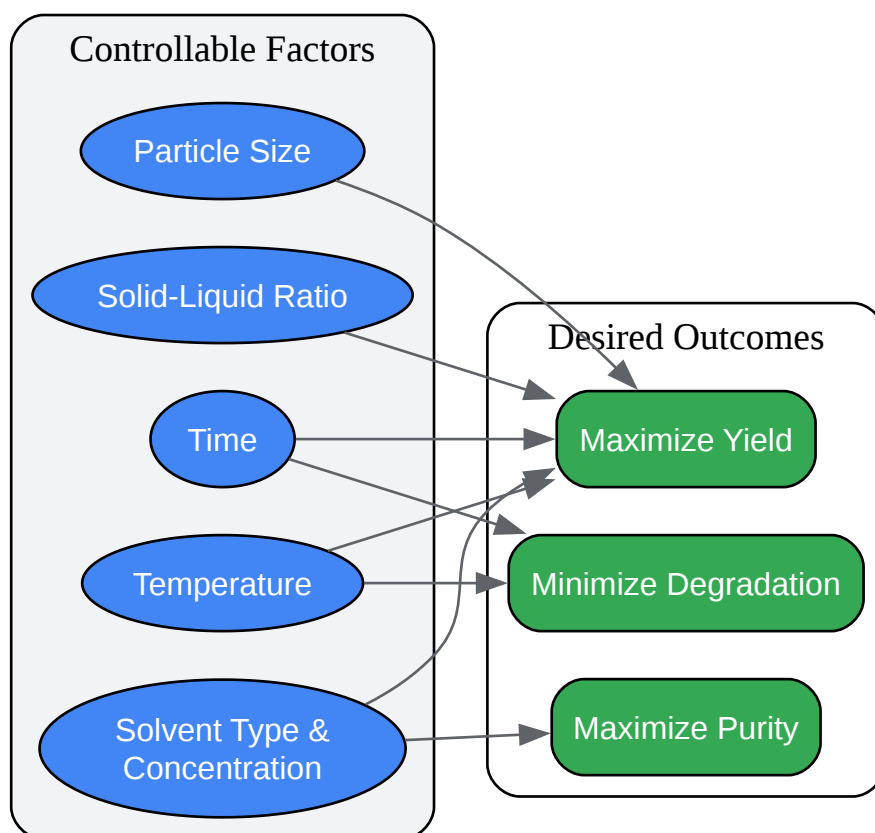 Controllable Factors
Particle Size
Solid-Liquid Ratio
Time
Temperature
Solvent Type &
Concentration
Desired Outcomes
Maximize Yield
Minimize Degradation
Maximize Purity